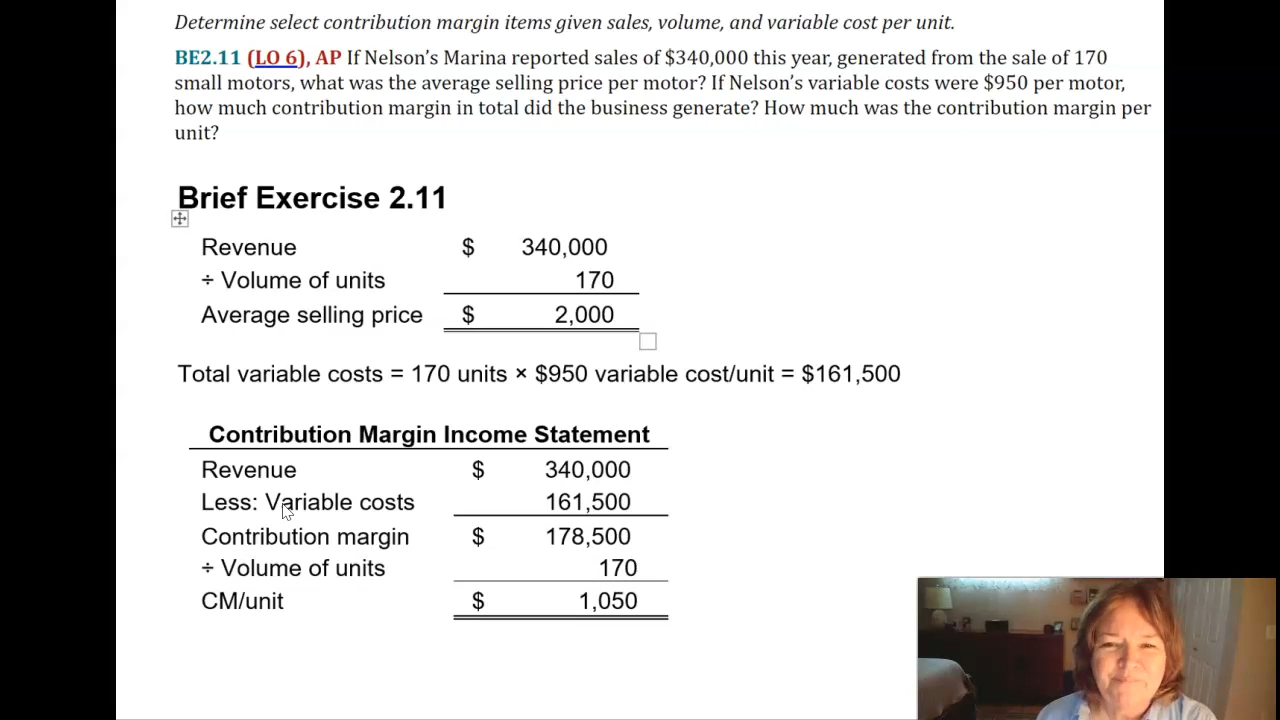 Determine select contribution margin items given sales, volume, and variable cost per unit.
BE2.11 (LO 6), AP If Nelson’s Marina reported sales of $340,000 this year, generated from the sale of 170
small motors, what was the average selling price per motor? If Nelson’s variable costs were $950 per motor,
how much contribution margin in total did the business generate? How much was the contribution margin per
unit?
Brief Exercise 2.11
Revenue $ 340,000
÷ Volume of units 170
Average selling price $ 2,000
Total variable costs = 170 units × $950 variable cost/unit = $161,500
Contribution Margin Income Statement
Revenue $ 340,000
Less: Variable costs 161,500
Contribution margin $ 178,500
÷ Volume of units 170
CM/unit $ 1,050